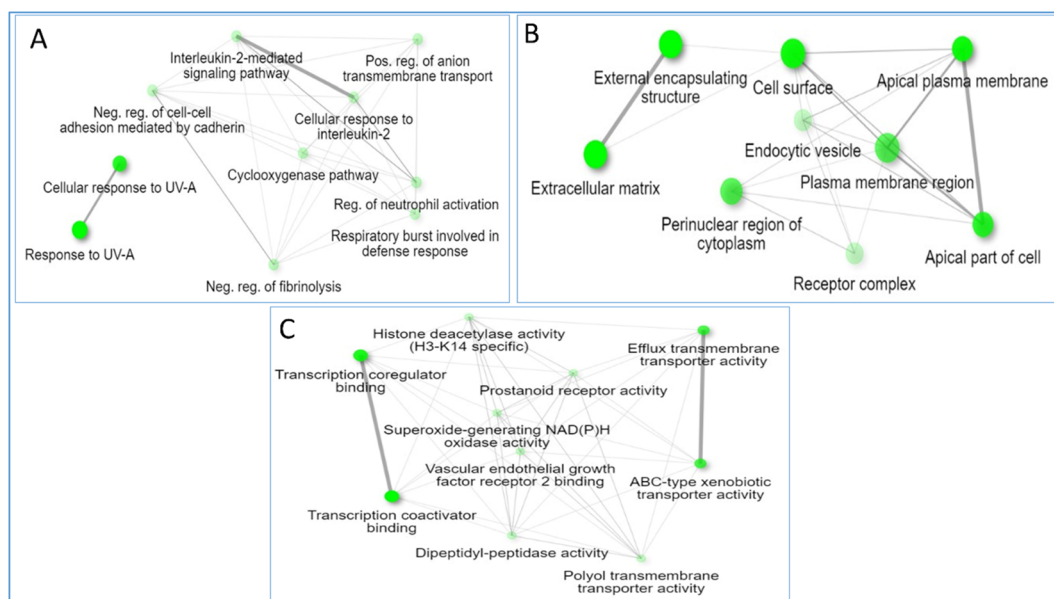 A
Interleukin-2-mediated
signaling pathway
Pos. reg. of anion
transmembrane transport
Neg. reg. of cell-cell
adhesion mediated by cadherin
Cellular response to
interleukin-2
Cyclooxygenase pathway
Cellular response to UV-A
Reg. of neutrophil activation
Respiratory burst involved in
defense response
Response to UV-A
Neg. reg. of fibrinolysis
B
External encapsulating
structure
Cell surface
Apical plasma membrane
Endocytic vesicle
Extracellular matrix
Plasma membrane region
Perinuclear region of
cytoplasm
Apical part of cell
Receptor complex
C
Histone deacetylase activity
(H3-K14 specific)
Efflux transmembrane
transporter activity
Transcription coregulator
binding
Prostanoid receptor activity
Superoxide-generating NAD(P)H
oxidase activity
Vascular endothelial growth
factor receptor 2 binding
ABC-type xenobiotic
transporter activity
Transcription coactivator
binding
Dipeptidyl-peptidase activity
Polyol transmembrane
transporter activity